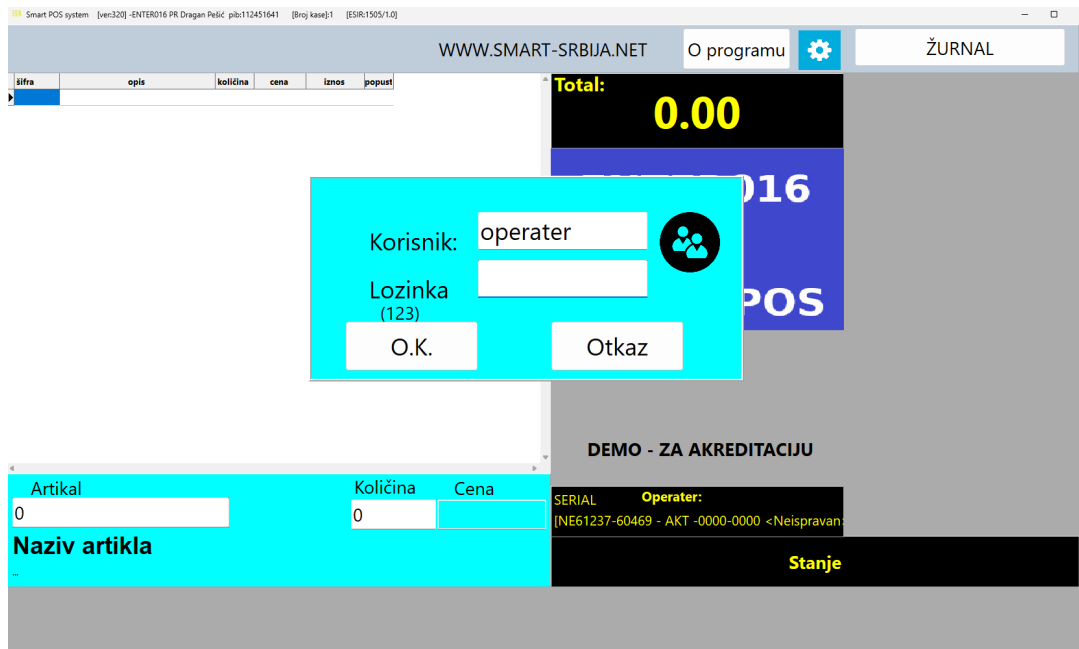 Smart POS system [ver:320] -ENTER016 PR Dragan Pešić pib:112451641 [Broj kase]:1 [ESIR:1505/1.0]
WWW.SMART-SRBIJA.NET
O programu
ŽURNAL
šifra opis količina cena iznos popust
Total:
0.00
016
Korisnik: operater
Lozinka
(123)
POS
O.K. Otkaz
DEMO - ZA AKREDITACIJU
Artikal Količina Cena
0 0
SERIAL Operater:
[NE61237-60469 - AKT -0000-0000 <Neispravan
Naziv artikla
...
Stanje